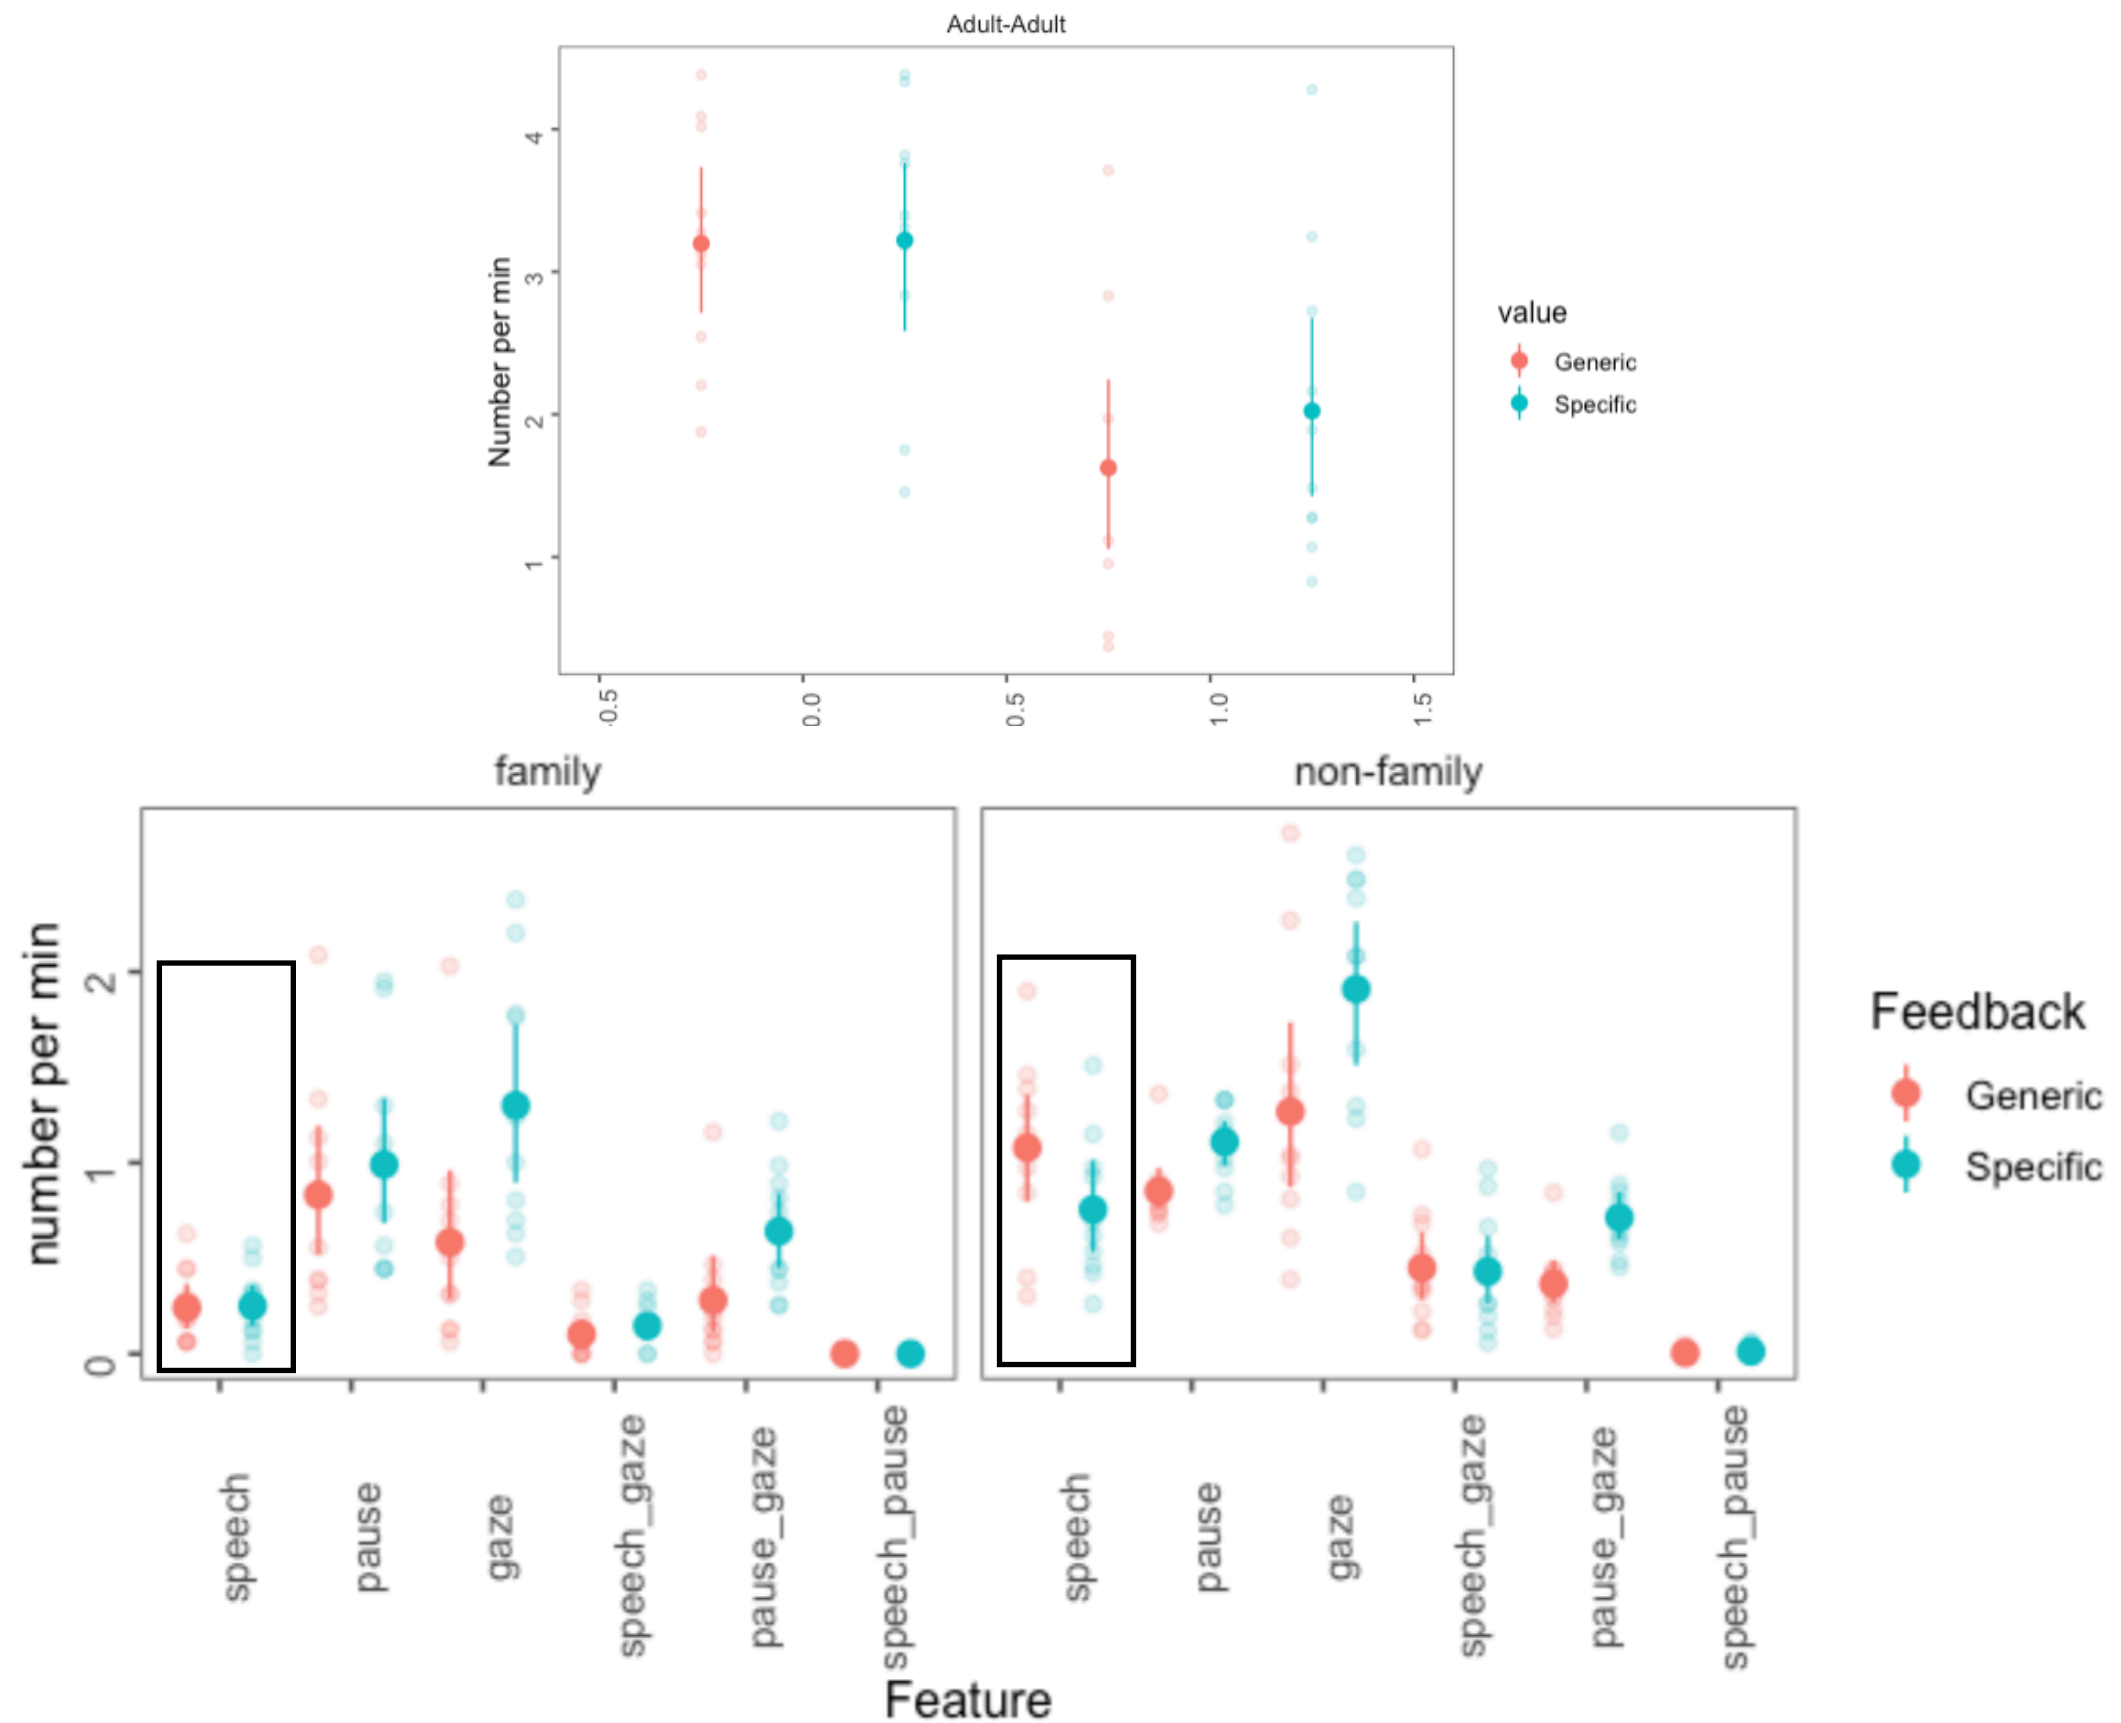 Adult-Adult
Number per min
4
3
2
1
0.5
0.0
0.5
1.0
1.5
value
Generic
Specific
family
non-family
number per min
2
1
0
speech
pause
gaze
speech_gaze
pause_gaze
speech_pause
speech
pause
gaze
speech_gaze
pause_gaze
speech_pause
Feature
Feedback
Generic
Specific